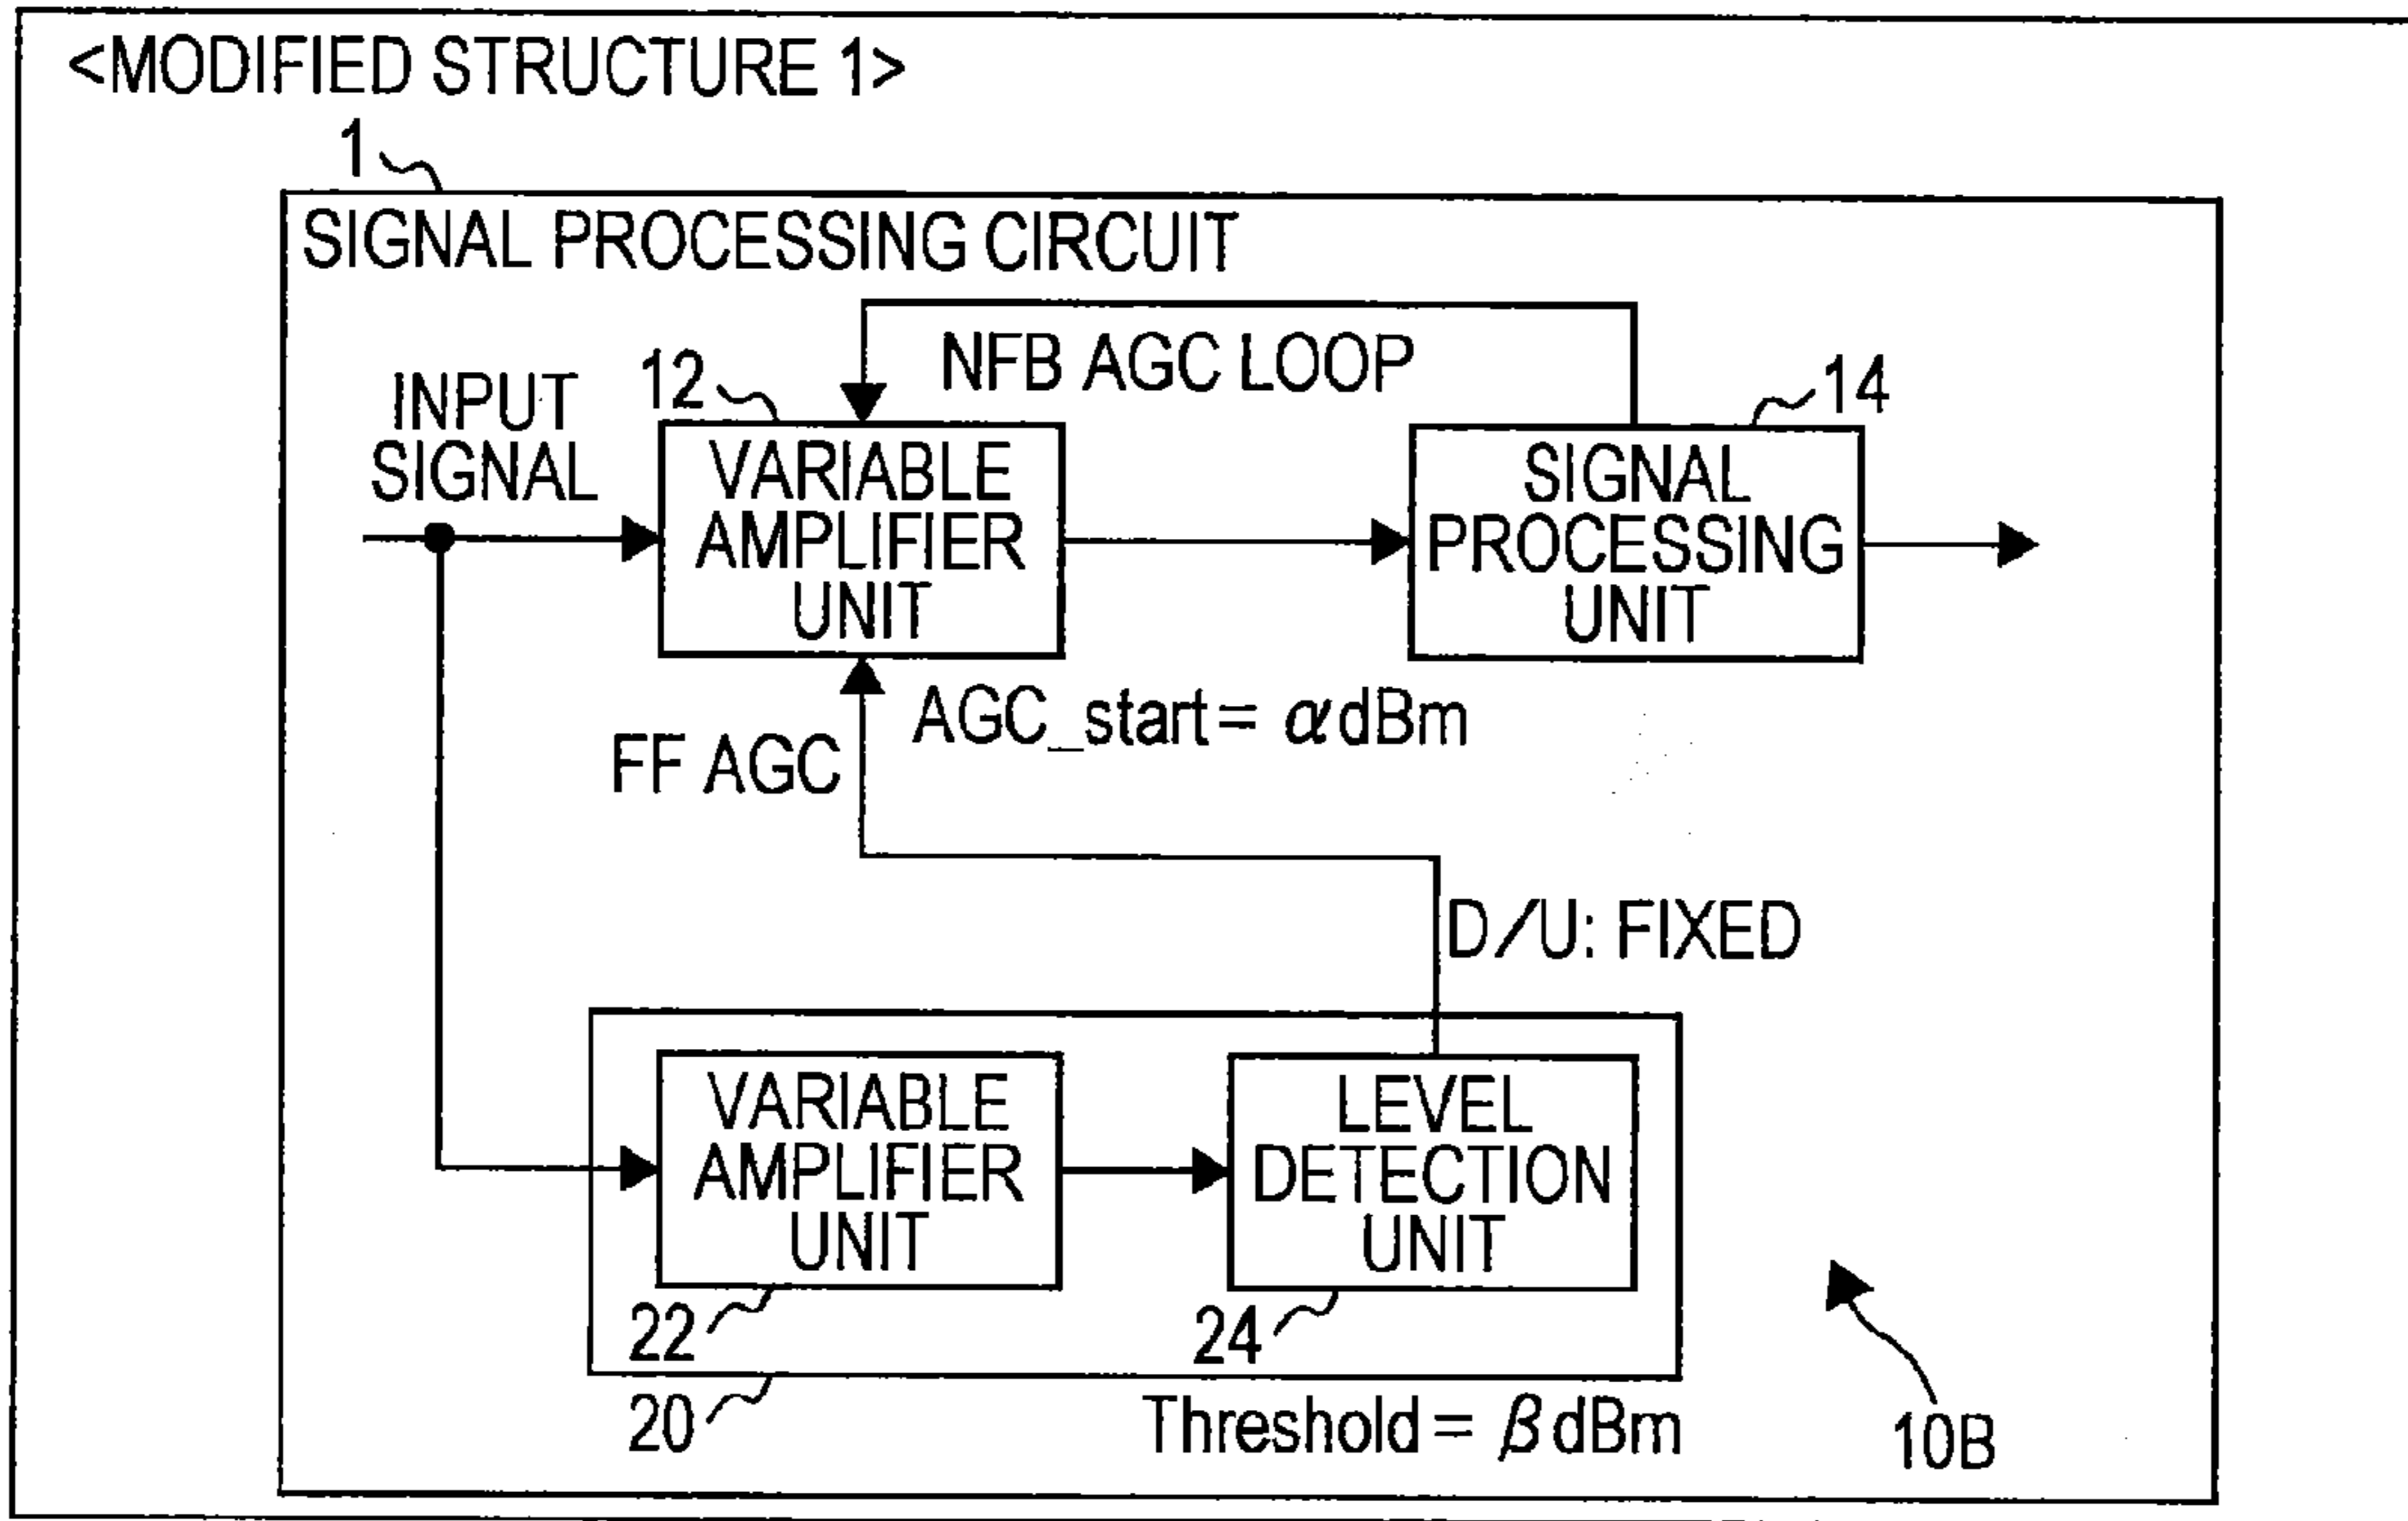 <MODIFIED STRUCTURE 1>
1
SIGNAL PROCESSING CIRCUIT
NFB AGC LOOP
12
14
INPUT
SIGNAL
VARIABLE
AMPLIFIER
UNIT
SIGNAL
PROCESSING
UNIT
AGC_start= α dBm
FF AGC
D/U: FIXED
VARIABLE
AMPLIFIER
UNIT
LEVEL
DETECTION
UNIT
22
24
20
Threshold = β dBm
10B